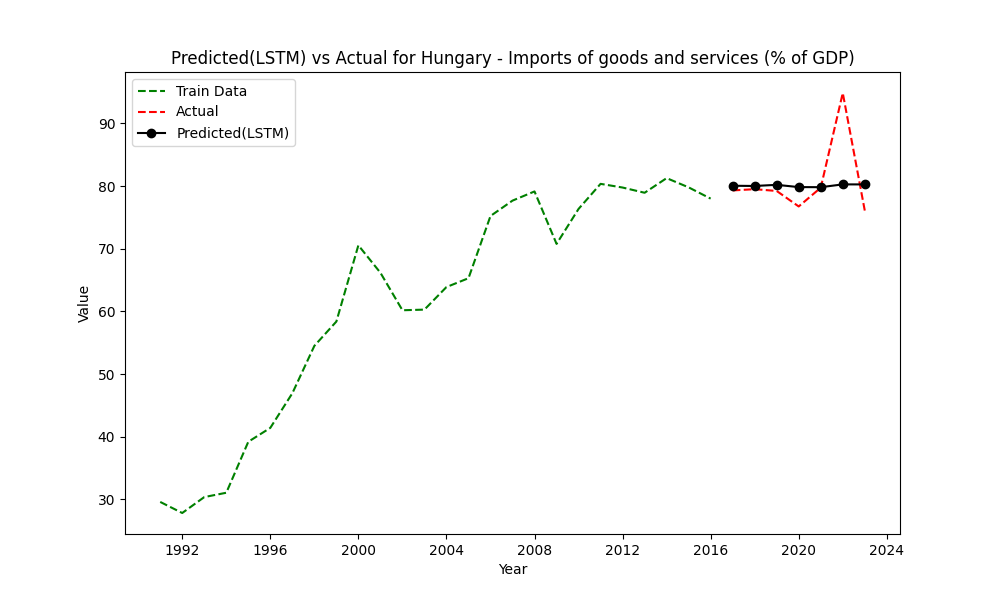 Predicted(LSTM) vs Actual for Hungary - Imports of goods and services (% of GDP)
Train Data
Actual
Predicted(LSTM)
90
80
70
60
50
40
30
Value
1992 1996 2000 2004 2008 2012 2016 2020 2024
Year